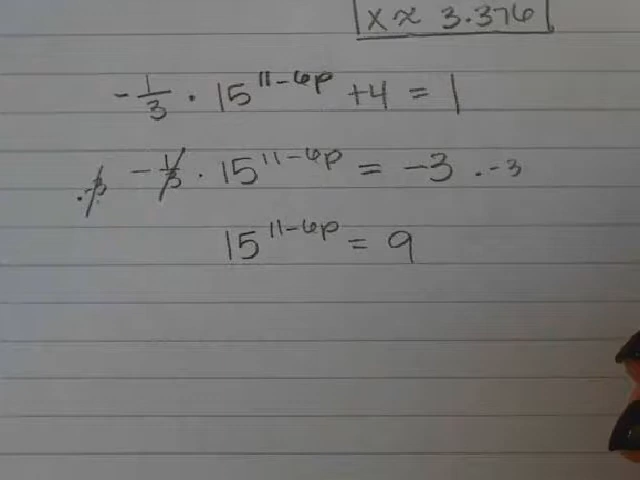 x ≈ 3.376
-1/3 · 15^(11-6p) + 4 = 1
·-3 -1/3 · 15^(11-6p) = -3 · -3
15^(11-6p) = 9